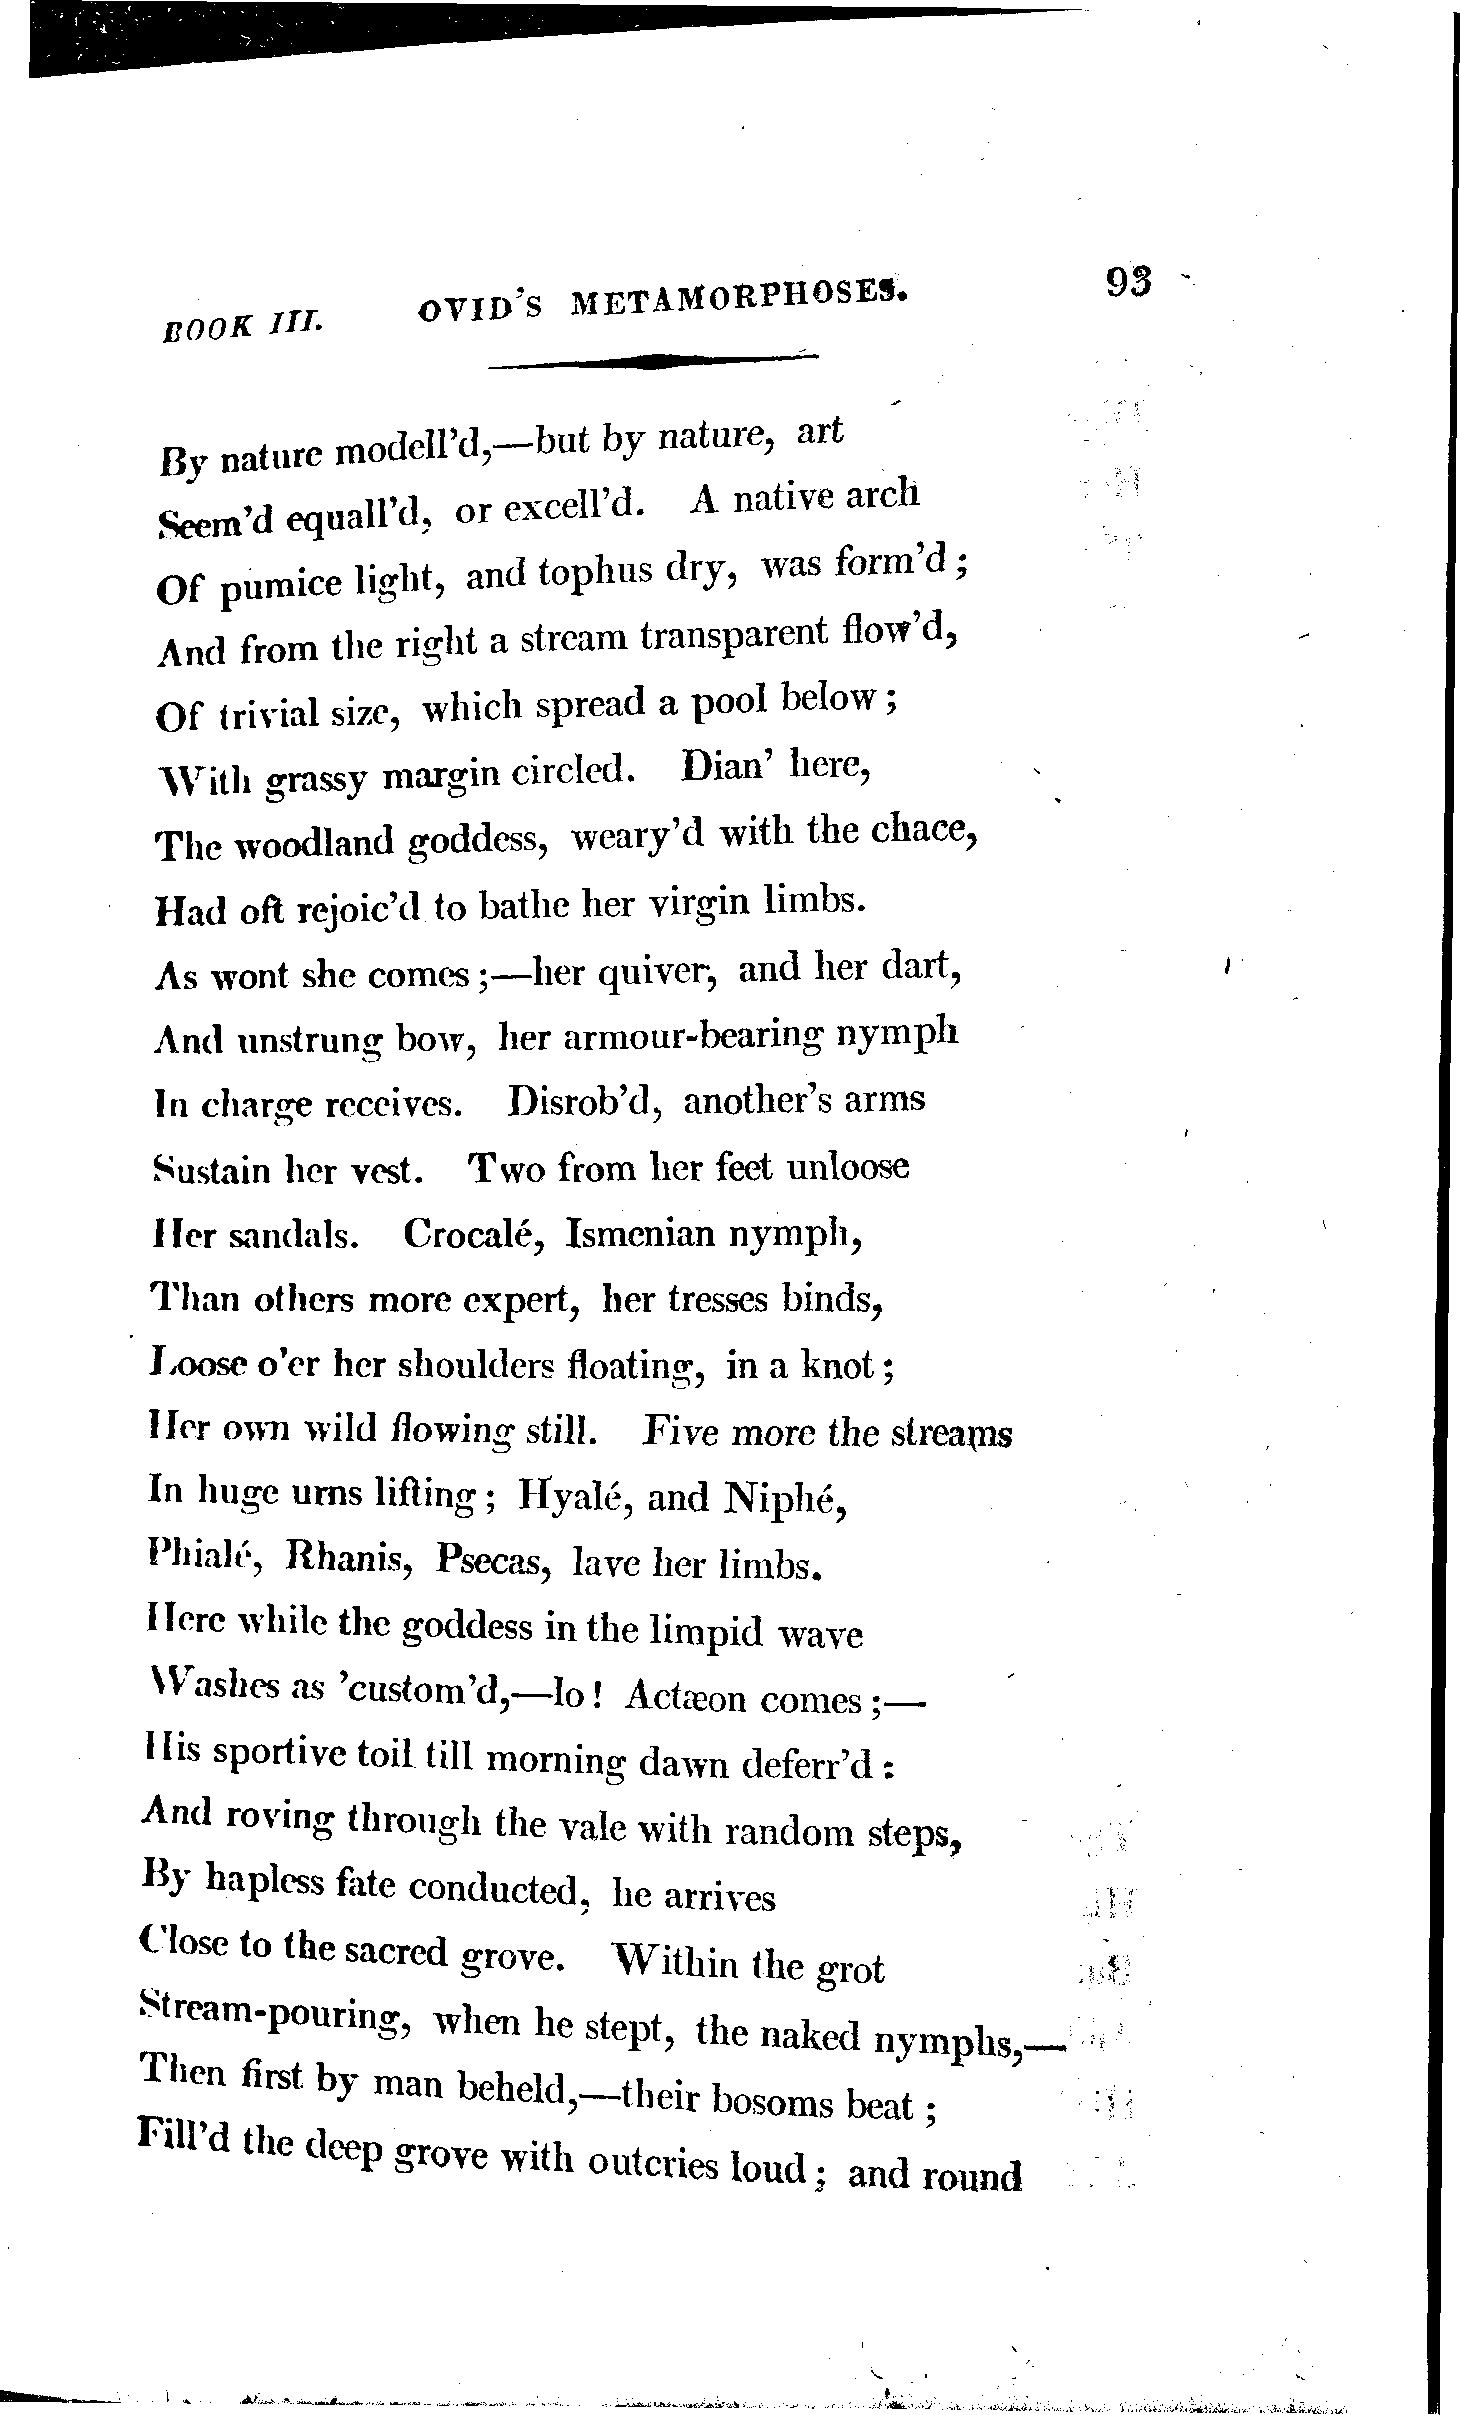 BOOK III. OVID'S METAMORPHOSES. 93
By nature modell'd,—but by nature, art
Seem'd equall'd, or excell'd. A native arch
Of pumice light, and tophus dry, was form'd;
And from the right a stream transparent flow'd,
Of trivial size, which spread a pool below;
With grassy margin circled. Dian' here,
The woodland goddess, weary'd with the chace,
Had oft rejoic'd to bathe her virgin limbs.
As wont she comes;—her quiver, and her dart,
And unstrung bow, her armour-bearing nymph
In charge receives. Disrob'd, another's arms
Sustain her vest. Two from her feet unloose
Her sandals. Crocalé, Ismenian nymph,
Than others more expert, her tresses binds,
Loose o'er her shoulders floating, in a knot;
Her own wild flowing still. Five more the streams
In huge urns lifting; Hyalé, and Niphé,
Phialé, Rhanis, Psecas, lave her limbs.
Here while the goddess in the limpid wave
Washes as 'custom'd,—lo! Actæon comes;—
His sportive toil till morning dawn deferr'd:
And roving through the vale with random steps,
By hapless fate conducted, he arrives
Close to the sacred grove. Within the grot
Stream-pouring, when he stept, the naked nymphs,—
Then first by man beheld,—their bosoms beat;
Fill'd the deep grove with outcries loud; and round